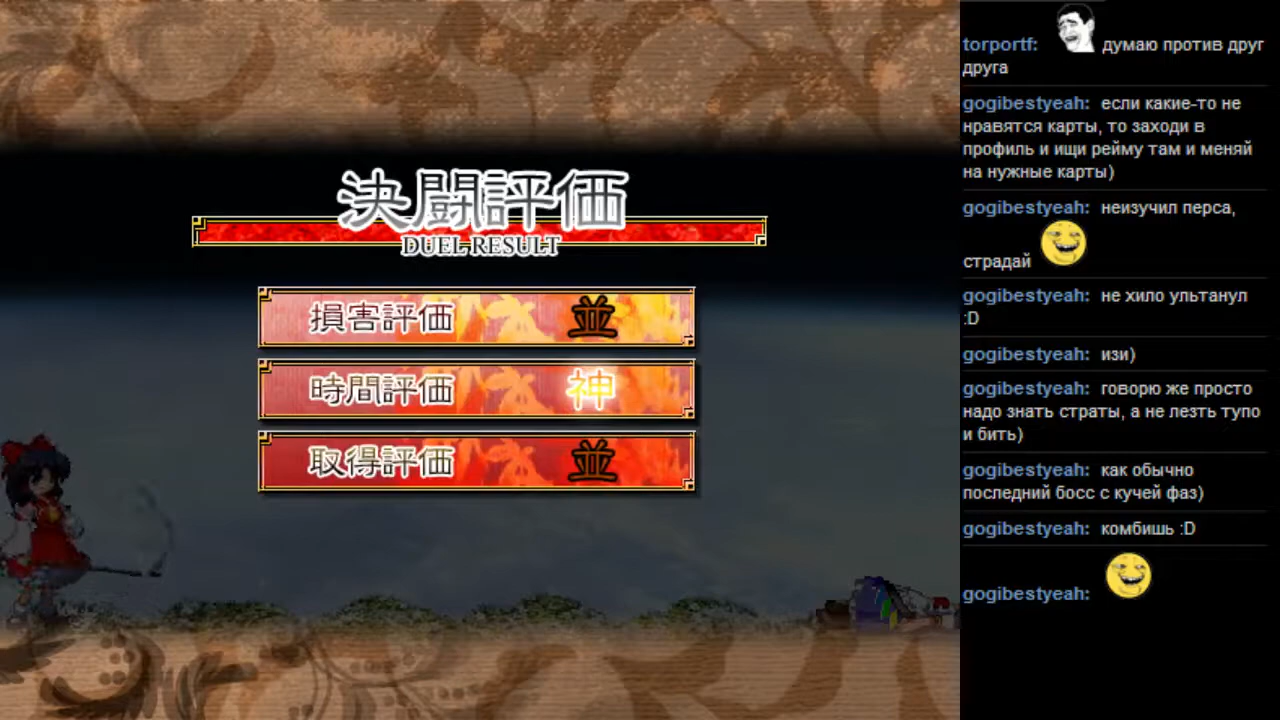 決闘評価
DUEL RESULT
損害評価 並
時間評価 神
取得評価 並
torportf: думаю против друг
друга
gogibestyeah: если какие-то не
нравятся карты, то заходи в
профиль и ищи рейму там и меняй
на нужные карты)
gogibestyeah: неизучил перса,
страдай
gogibestyeah: не хило ультанул
:D
gogibestyeah: изи)
gogibestyeah: говорю же просто
надо знать страты, а не лезть тупо
и бить)
gogibestyeah: как обычно
последний босс с кучей фаз)
gogibestyeah: комбишь :D
gogibestyeah: